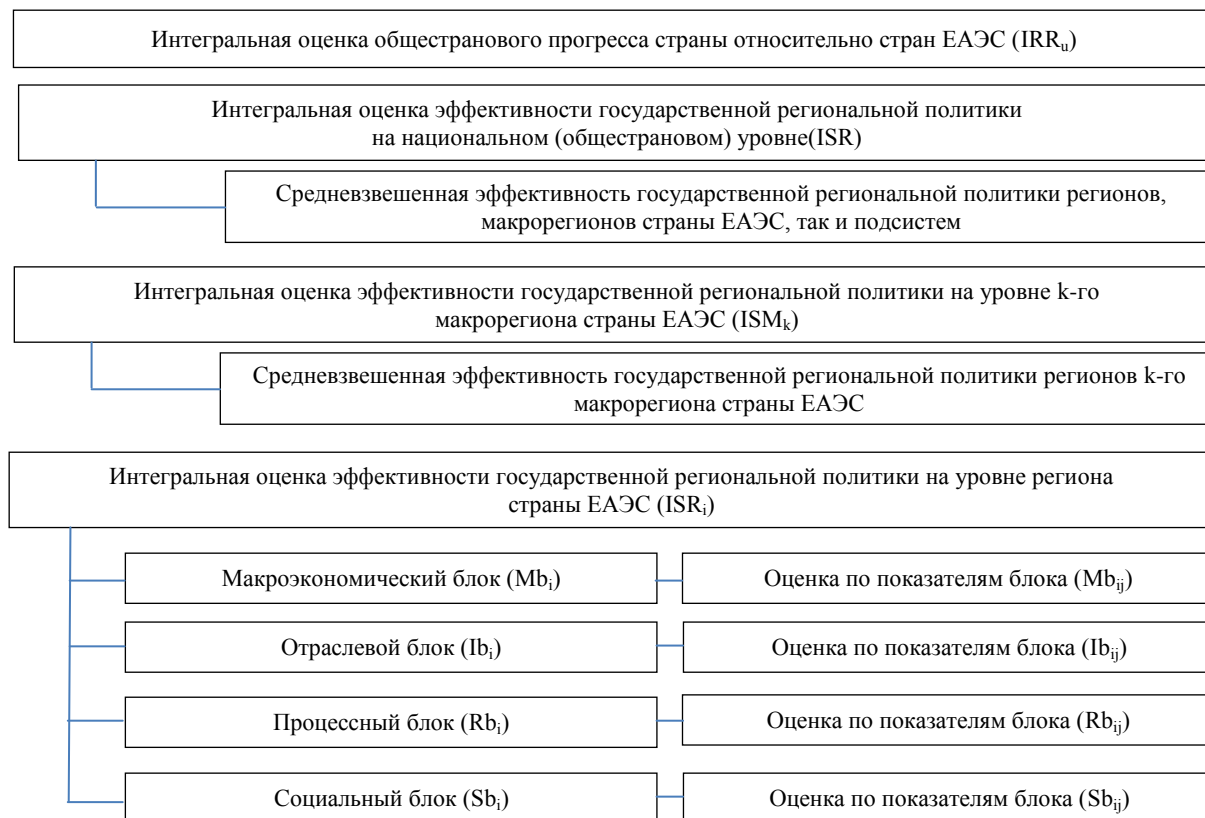 Интегральная оценка общестранового прогресса страны относительно стран ЕАЭС (IRRu)
Интегральная оценка эффективности государственной региональной политики
на национальном (общестрановом) уровне(ISR)
Средневзвешенная эффективность государственной региональной политики регионов,
макрорегионов страны ЕАЭС, так и подсистем
Интегральная оценка эффективности государственной региональной политики на уровне k-го
макрорегиона страны ЕАЭС (ISMk)
Средневзвешенная эффективность государственной региональной политики регионов k-го
макрорегиона страны ЕАЭС
Интегральная оценка эффективности государственной региональной политики на уровне региона
страны ЕАЭС (ISRi)
Макроэкономический блок (Mbi)
Оценка по показателям блока (Mbij)
Отраслевой блок (Ibi)
Оценка по показателям блока (Ibij)
Процессный блок (Rbi)
Оценка по показателям блока (Rbij)
Социальный блок (Sbi)
Оценка по показателям блока (Sbij)